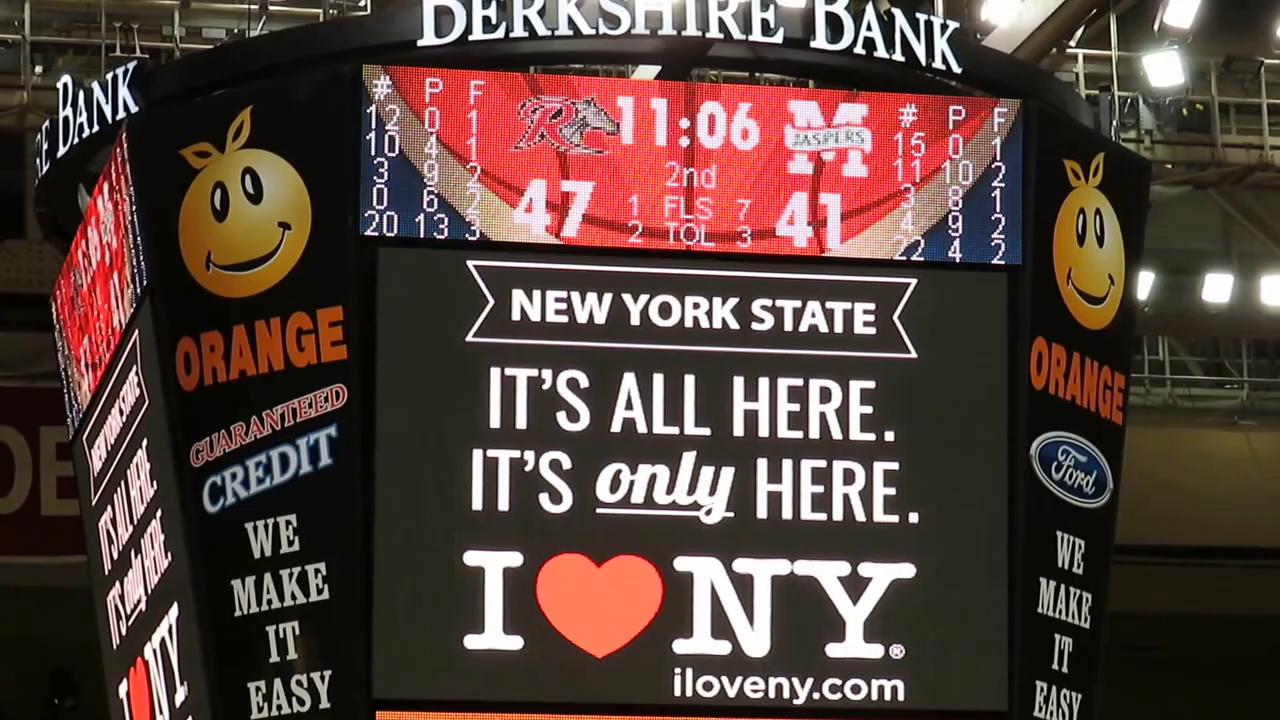 BERKSHIRE BANK
BANK
# P F 11:06 M # P F
12 0 1 JASPERS 15 0 1
10 4 1 2nd 11 10 2
3 9 2 47 1 FLS 7 41 3 8 1
0 6 2 2 TOL 3 4 9 2
20 13 3 22 4 2
NEW YORK STATE
IT'S ALL HERE.
IT'S only HERE.
I NY®
iloveny.com
ORANGE
GUARANTEED
CREDIT
WE
MAKE
IT
EASY
ORANGE
Ford
WE
MAKE
IT
EASY
NEW YORK STATE
IT'S ALL HERE.
IT'S only HERE.
I NY